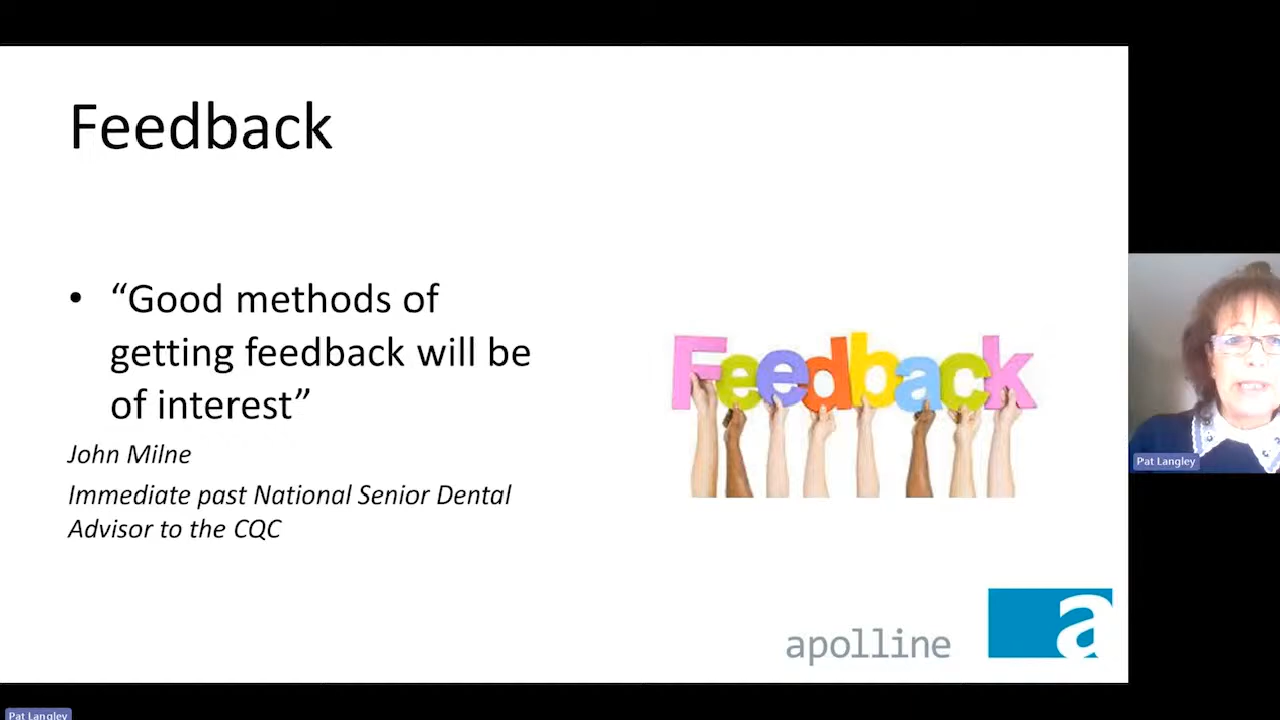 Feedback
• “Good methods of
getting feedback will be
of interest”
John Milne
Immediate past National Senior Dental
Advisor to the CQC
Feedback
apolline
a
Pat Langley
Pat Langley